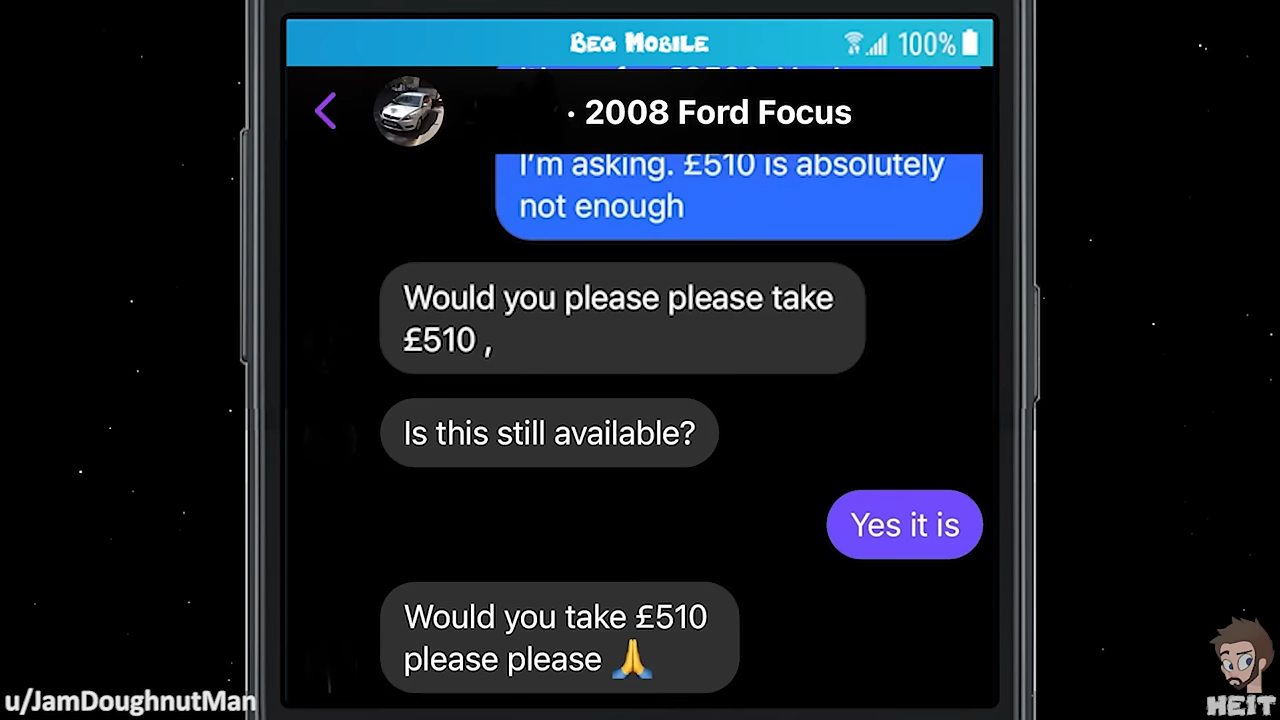 BEG MOBILE
100%
· 2008 Ford Focus
I'm asking. £510 is absolutely
not enough
Would you please please take
£510 ,
Is this still available?
Yes it is
Would you take £510
please please 🙏
u/JamDoughnutMan
HEIT